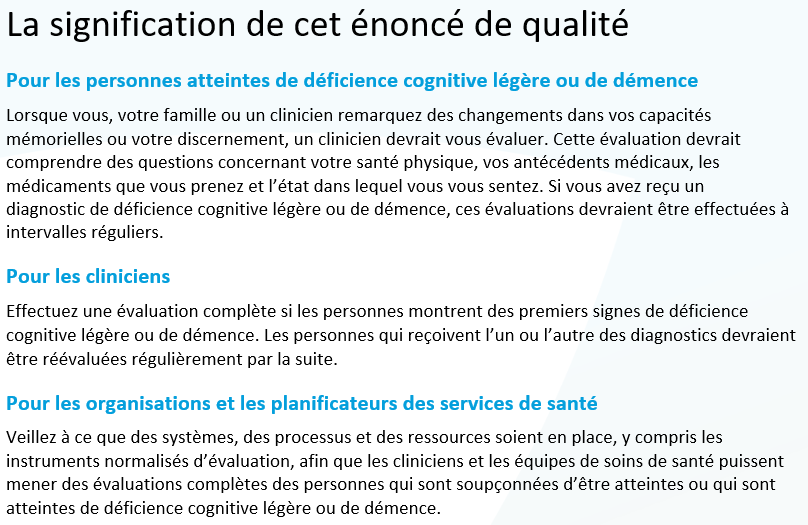 La signification de cet énoncé de qualité
Pour les personnes atteintes de déficience cognitive légère ou de démence
Lorsque vous, votre famille ou un clinicien remarquez des changements dans vos capacités
mémorielles ou votre discernement, un clinicien devrait vous évaluer. Cette évaluation devrait
comprendre des questions concernant votre santé physique, vos antécédents médicaux, les
médicaments que vous prenez et l’état dans lequel vous vous sentez. Si vous avez reçu un
diagnostic de déficience cognitive légère ou de démence, ces évaluations devraient être effectuées à
intervalles réguliers.
Pour les cliniciens
Effectuez une évaluation complète si les personnes montrent des premiers signes de déficience
cognitive légère ou de démence. Les personnes qui reçoivent l’un ou l’autre des diagnostics devraient
être réévaluées régulièrement par la suite.
Pour les organisations et les planificateurs des services de santé
Veillez à ce que des systèmes, des processus et des ressources soient en place, y compris les
instruments normalisés d’évaluation, afin que les cliniciens et les équipes de soins de santé puissent
mener des évaluations complètes des personnes qui sont soupçonnées d’être atteintes ou qui sont
atteintes de déficience cognitive légère ou de démence.